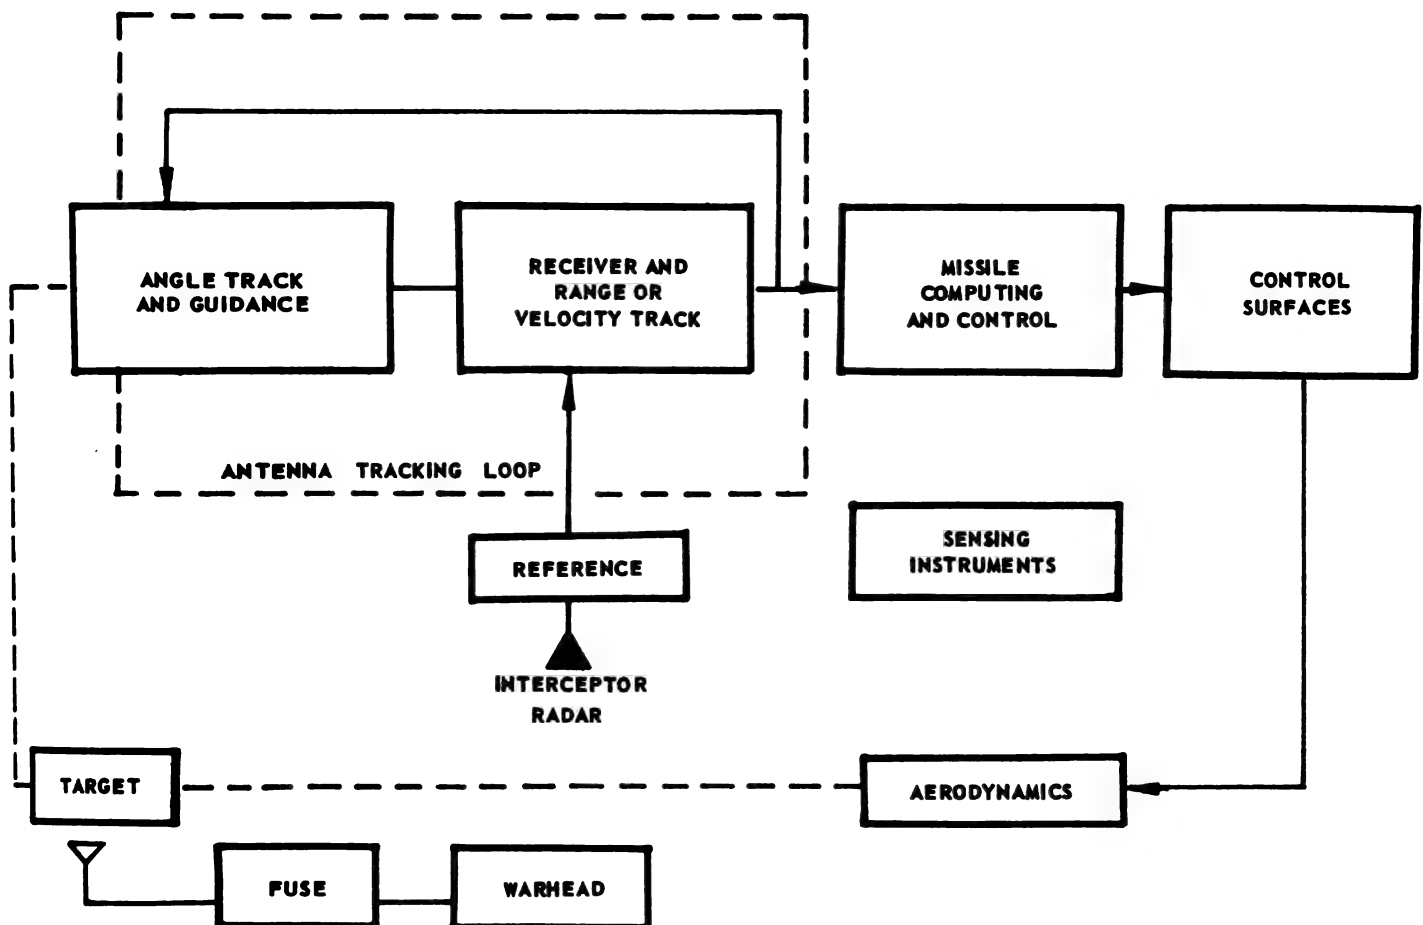 ANGLE TRACK
AND GUIDANCE
RECEIVER AND
RANGE OR
VELOCITY TRACK
MISSILE
COMPUTING
AND CONTROL
CONTROL
SURFACES
ANTENNA TRACKING LOOP
REFERENCE
SENSING
INSTRUMENTS
INTERCEPTOR
RADAR
TARGET
AERODYNAMICS
FUSE
WARHEAD